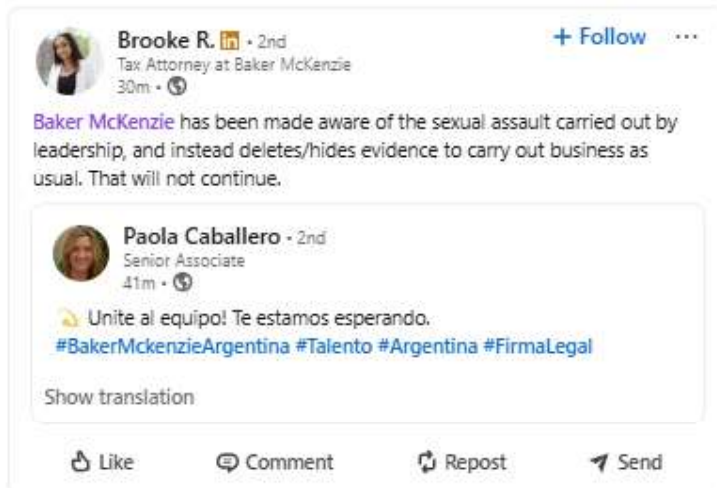 Brooke R. in • 2nd
Tax Attorney at Baker McKenzie
30m •
+ Follow ...
Baker McKenzie has been made aware of the sexual assault carried out by
leadership, and instead deletes/hides evidence to carry out business as
usual. That will not continue.
Paola Caballero • 2nd
Senior Associate
41m •
Unite al equipo! Te estamos esperando.
#BakerMckenzieArgentina #Talento #Argentina #FirmaLegal
Show translation
Like Comment Repost Send